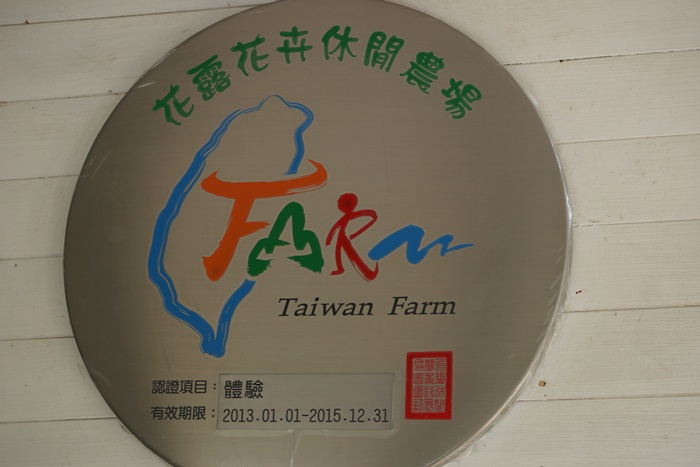 花露花卉休閒農場
FARm
Taiwan Farm
認證項目：體驗
有效期限：2013.01.01-2015.12.31